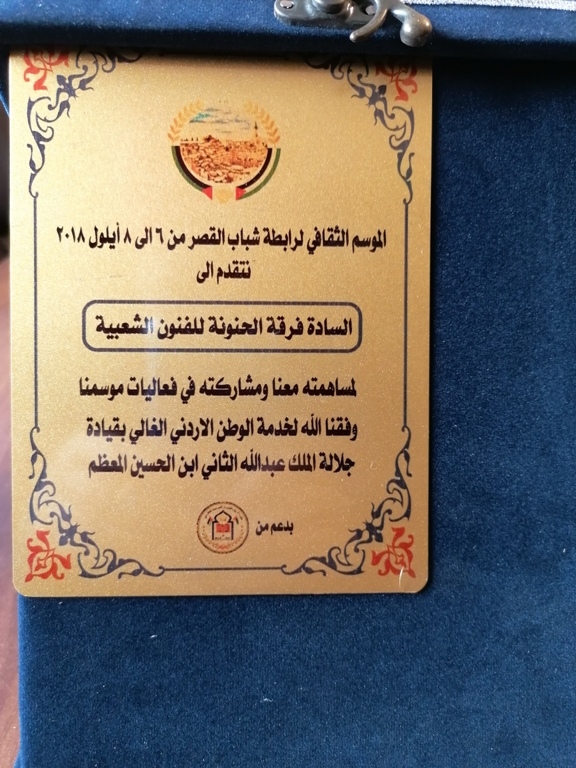 الموسم الثقافي لرابطة شباب القصر من ٦ الى ٨ أيلول ٢٠١٨
نتقدم الى
السادة فرقة الحنونة للفنون الشعبية
لمساهمته معنا ومشاركته في فعاليات موسمنا
وفقنا الله لخدمة الوطن الاردني الغالي بقيادة
جلالة الملك عبدالله الثاني ابن الحسين المعظم
بدعم من